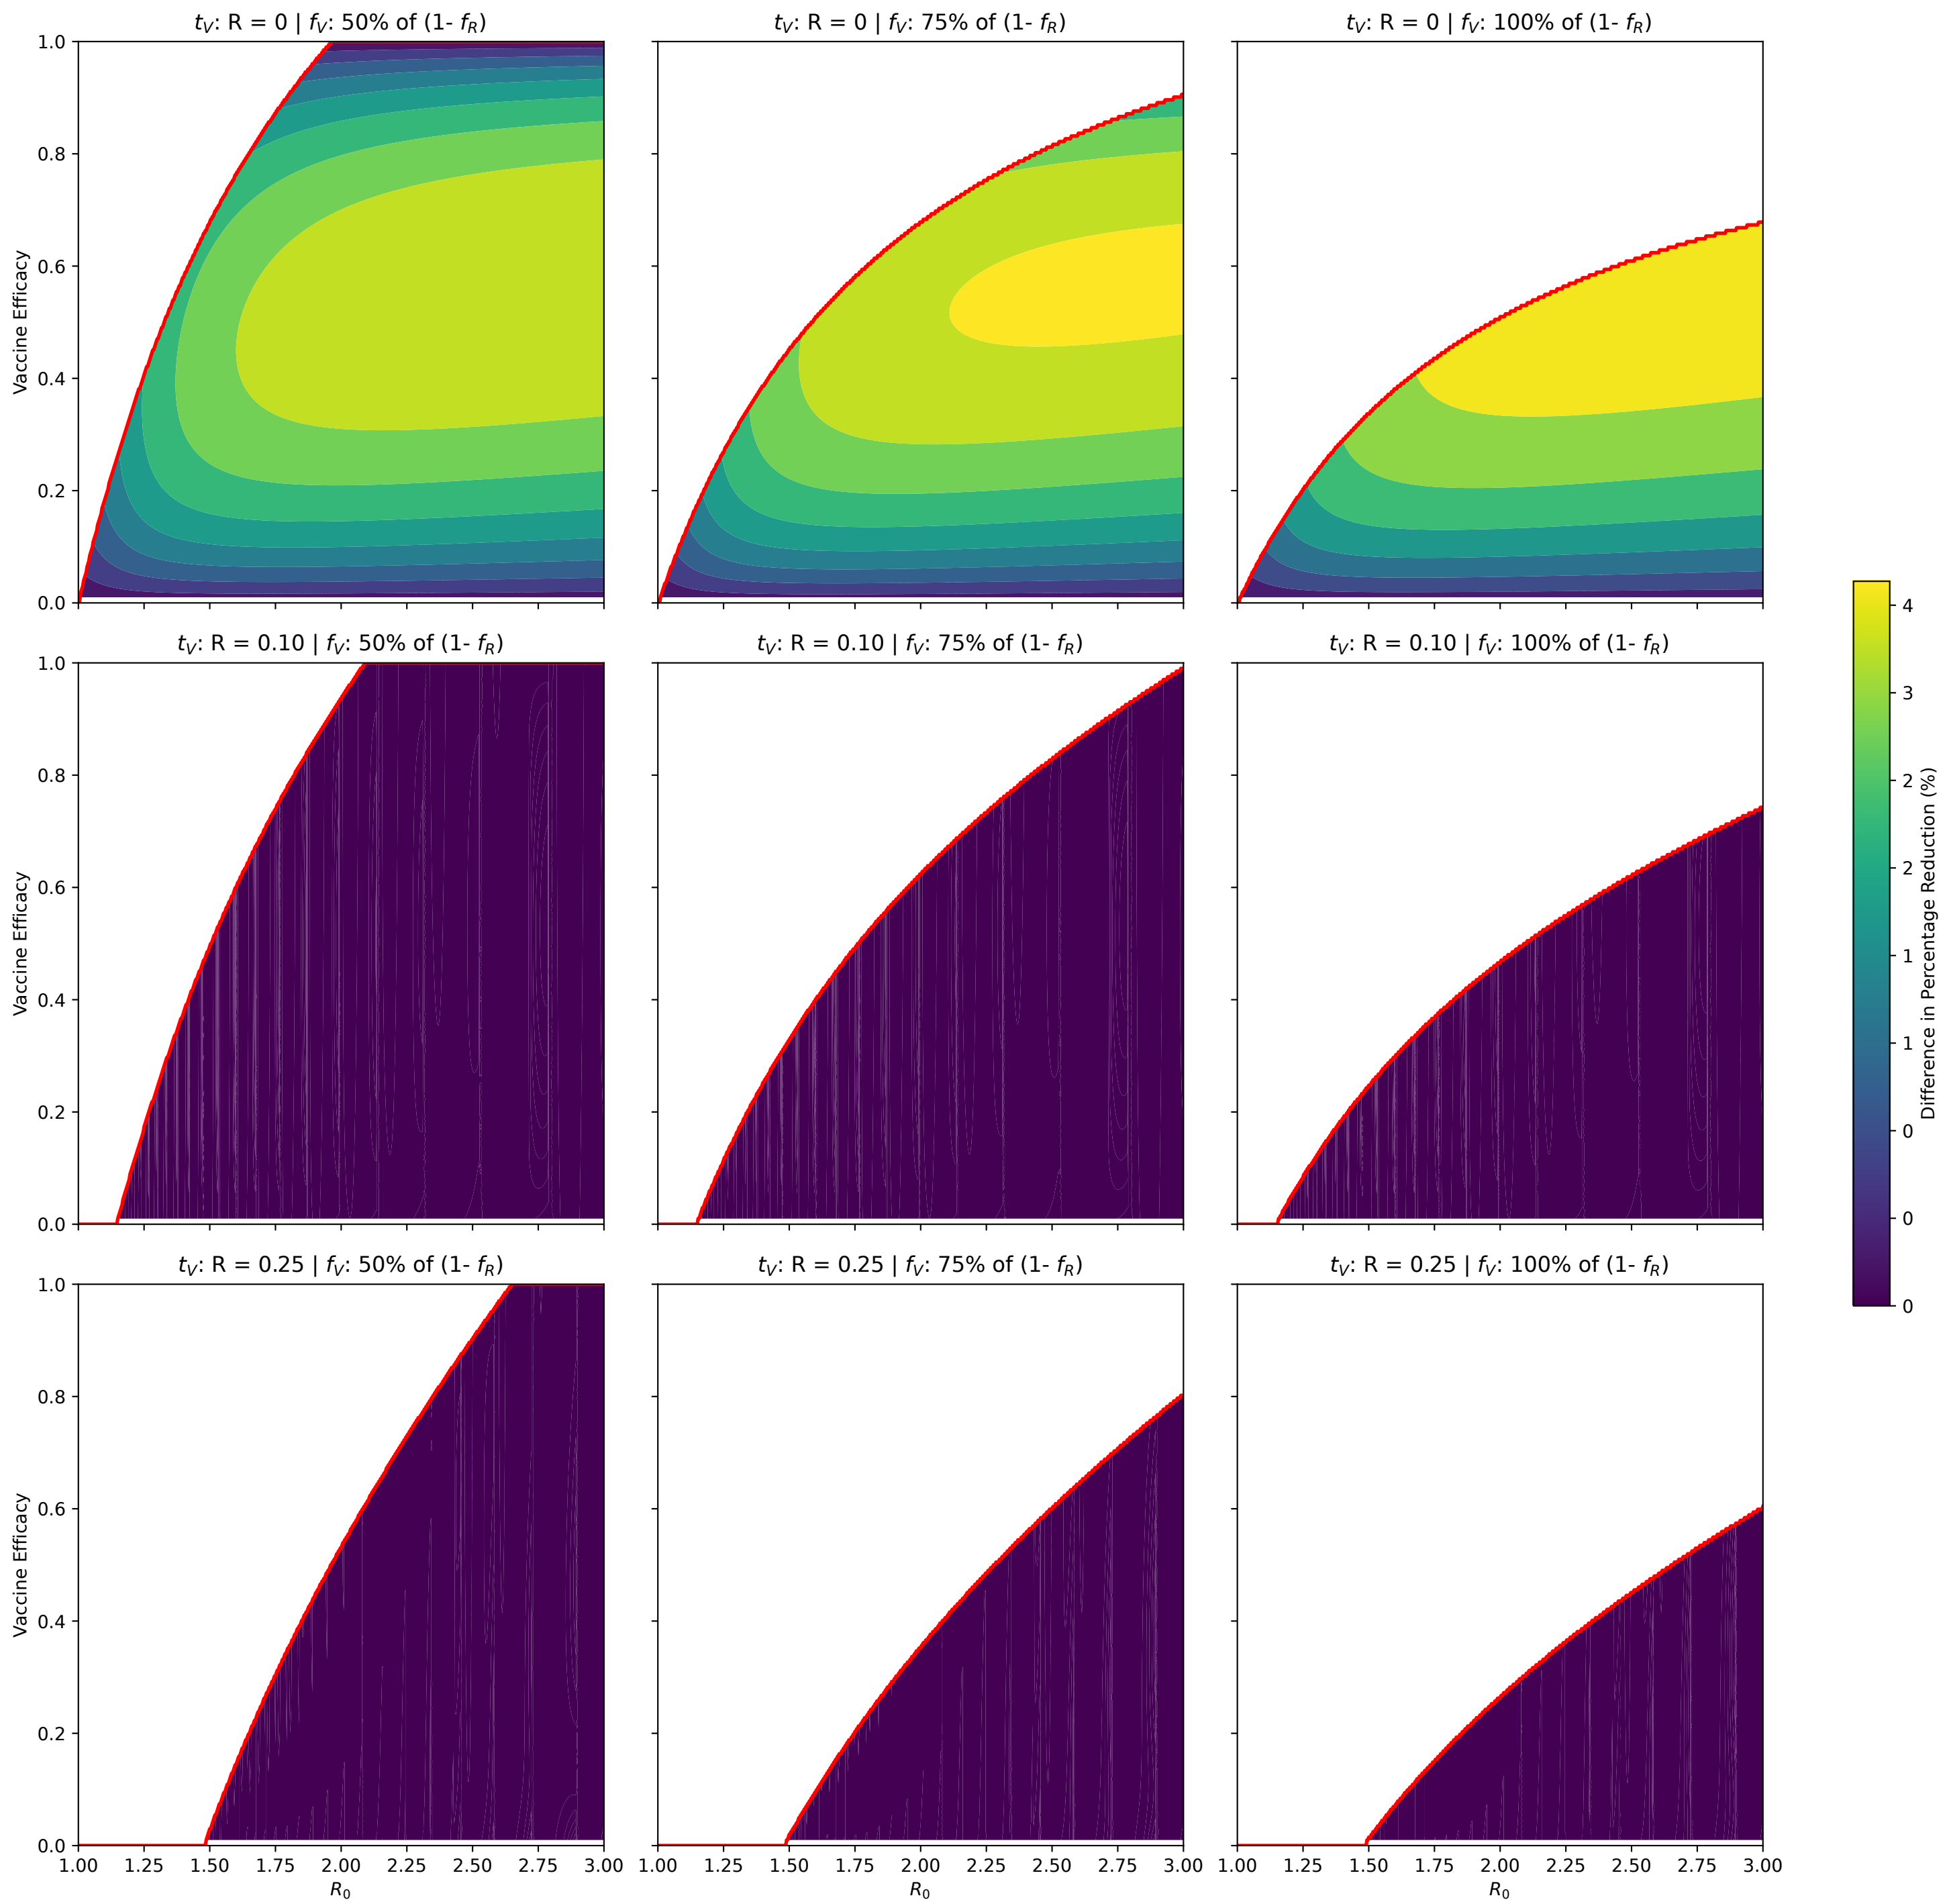 t_V: R = 0 | f_V: 50% of (1- f_R)
t_V: R = 0 | f_V: 75% of (1- f_R)
t_V: R = 0 | f_V: 100% of (1- f_R)
1.0
0.8
0.6
0.4
0.2
0.0
Vaccine Efficacy
t_V: R = 0.10 | f_V: 50% of (1- f_R)
t_V: R = 0.10 | f_V: 75% of (1- f_R)
t_V: R = 0.10 | f_V: 100% of (1- f_R)
1.0
0.8
0.6
0.4
0.2
0.0
Vaccine Efficacy
t_V: R = 0.25 | f_V: 50% of (1- f_R)
t_V: R = 0.25 | f_V: 75% of (1- f_R)
t_V: R = 0.25 | f_V: 100% of (1- f_R)
1.0
0.8
0.6
0.4
0.2
0.0
Vaccine Efficacy
1.00 1.25 1.50 1.75 2.00 2.25 2.50 2.75 3.00
R_0
1.00 1.25 1.50 1.75 2.00 2.25 2.50 2.75 3.00
R_0
1.00 1.25 1.50 1.75 2.00 2.25 2.50 2.75 3.00
R_0
4
3
2
2
1
1
0
0
0
Difference in Percentage Reduction (%)